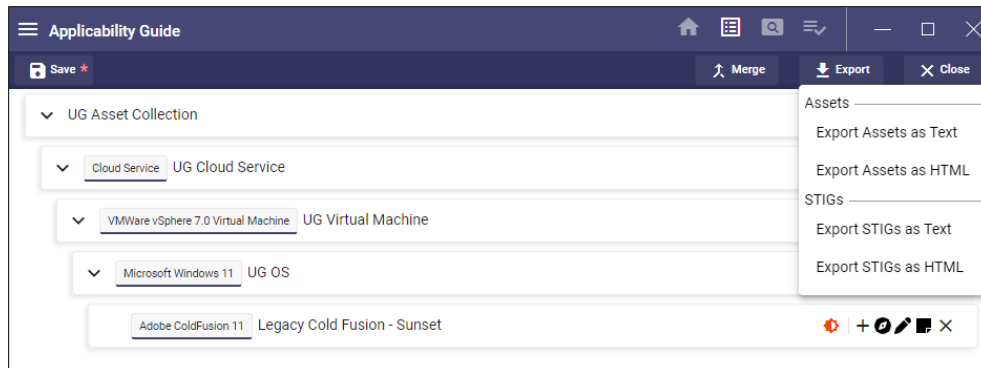 Applicability Guide
Save *
Merge
Export
Close
Assets
Export Assets as Text
Export Assets as HTML
STIGs
Export STIGs as Text
Export STIGs as HTML
UG Asset Collection
Cloud Service UG Cloud Service
VMWare vSphere 7.0 Virtual Machine UG Virtual Machine
Microsoft Windows 11 UG OS
Adobe ColdFusion 11 Legacy Cold Fusion - Sunset